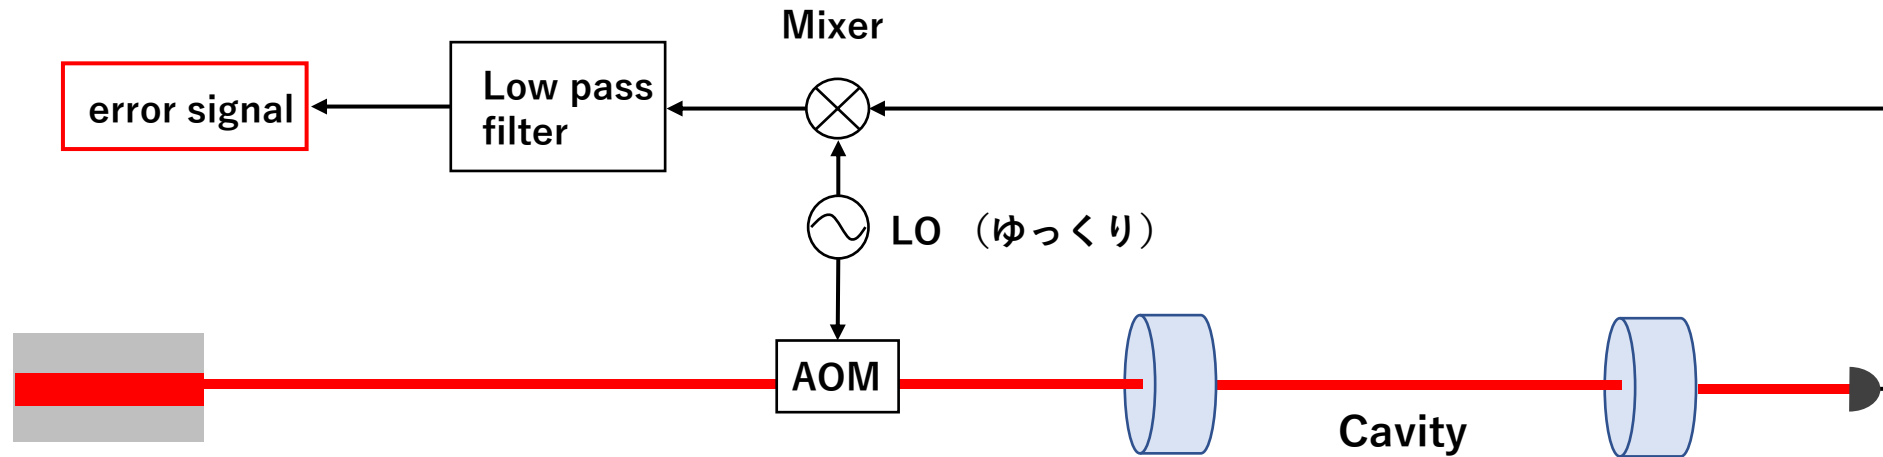 Mixer
error signal
Low pass
filter
LO （ゆっくり）
AOM
Cavity